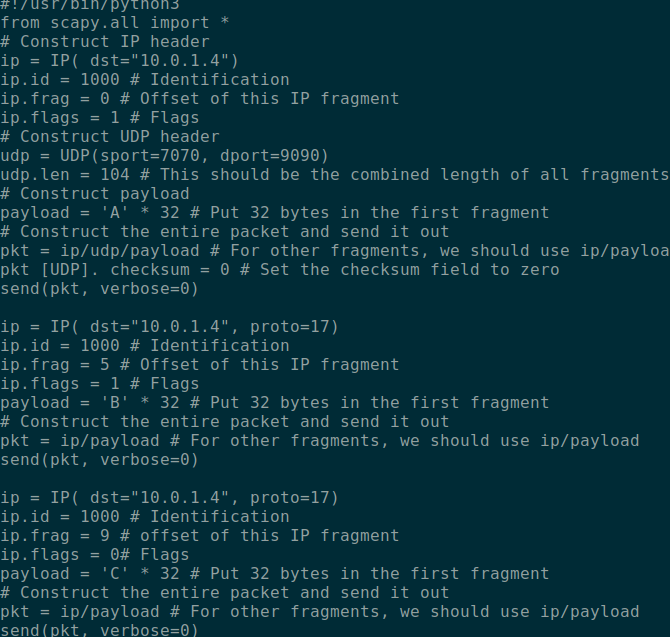 #!/usr/bin/python3
from scapy.all import *
# Construct IP header
ip = IP( dst="10.0.1.4")
ip.id = 1000 # Identification
ip.frag = 0 # Offset of this IP fragment
ip.flags = 1 # Flags
# Construct UDP header
udp = UDP(sport=7070, dport=9090)
udp.len = 104 # This should be the combined length of all fragments
# Construct payload
payload = 'A' * 32 # Put 32 bytes in the first fragment
# Construct the entire packet and send it out
pkt = ip/udp/payload # For other fragments, we should use ip/payloa
pkt [UDP]. checksum = 0 # Set the checksum field to zero
send(pkt, verbose=0)

ip = IP( dst="10.0.1.4", proto=17)
ip.id = 1000 # Identification
ip.frag = 5 # Offset of this IP fragment
ip.flags = 1 # Flags
payload = 'B' * 32 # Put 32 bytes in the first fragment
# Construct the entire packet and send it out
pkt = ip/payload # For other fragments, we should use ip/payload
send(pkt, verbose=0)

ip = IP( dst="10.0.1.4", proto=17)
ip.id = 1000 # Identification
ip.frag = 9 # offset of this IP fragment
ip.flags = 0# Flags
payload = 'C' * 32 # Put 32 bytes in the first fragment
# Construct the entire packet and send it out
pkt = ip/payload # For other fragments, we should use ip/payload
send(pkt, verbose=0)